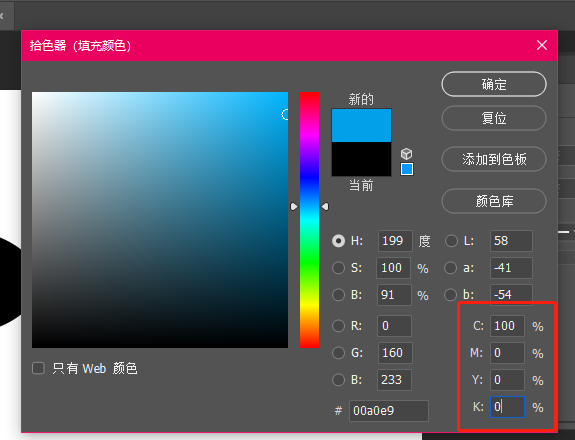 拾色器（填充颜色）
新的
当前
确定
复位
添加到色板
颜色库
H: 199 度
S: 100 %
B: 91 %
R: 0
G: 160
B: 233
# 00a0e9
L: 58
a: -41
b: -54
C: 100 %
M: 0 %
Y: 0 %
K: 0 %
只有 Web 颜色